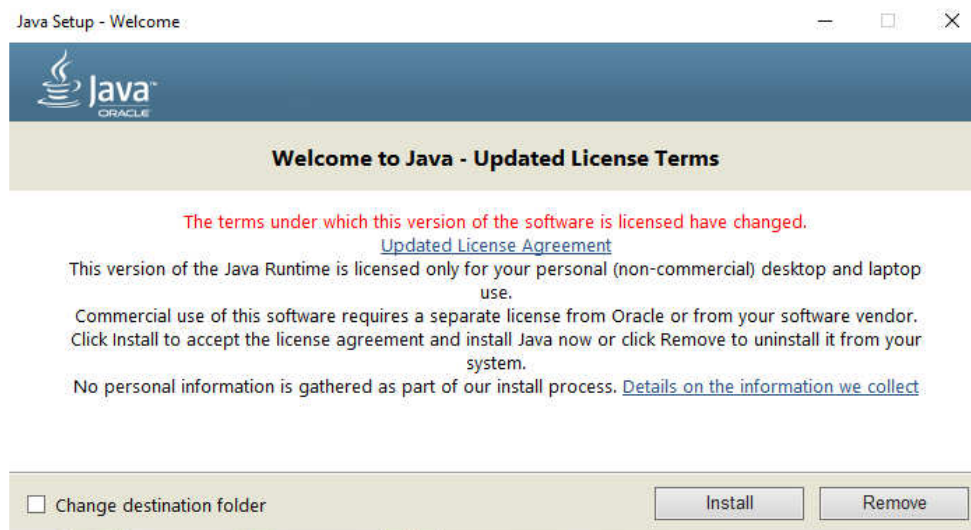 Java Setup - Welcome
Java™
ORACLE
Welcome to Java - Updated License Terms
The terms under which this version of the software is licensed have changed.
Updated License Agreement
This version of the Java Runtime is licensed only for your personal (non-commercial) desktop and laptop
use.
Commercial use of this software requires a separate license from Oracle or from your software vendor.
Click Install to accept the license agreement and install Java now or click Remove to uninstall it from your
system.
No personal information is gathered as part of our install process. Details on the information we collect
Change destination folder
Install
Remove